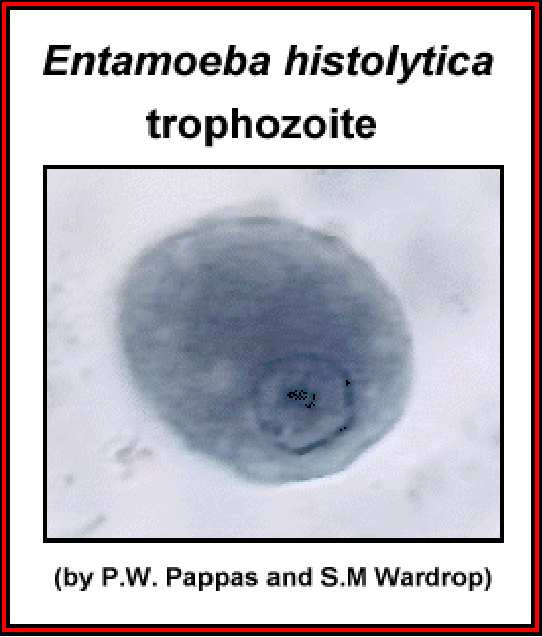 Entamoeba histolytica
trophozoite
(by P.W. Pappas and S.M Wardrop)